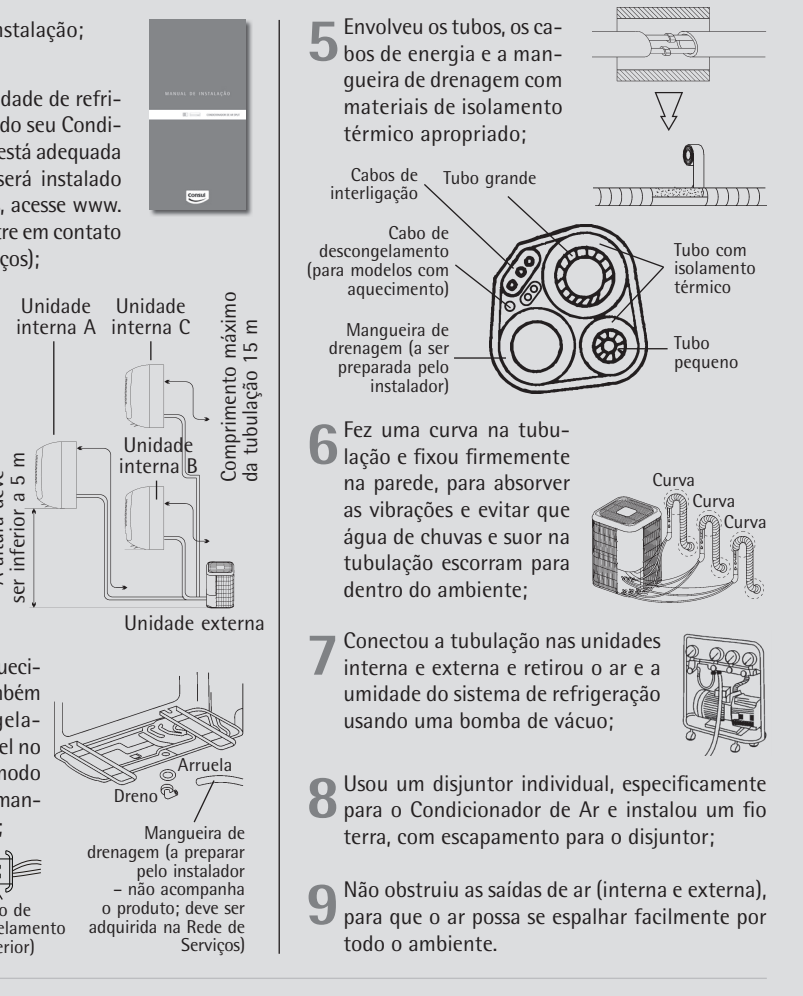 nstalação;
dade de refri-
do seu Condi-
está adequada
será instalado
, acesse www.
tre em contato
ços);
MANUAL DE INSTALAÇÃO
consul
Unidade
interna A
Unidade
interna C
Unidade
interna B
Comprimento máximo
da tubulação 15 m
A altura deve
ser inferior a 5 m
Unidade externa
ueci-
mbém
gela-
el no
modo
man-
;
Arruela
Dreno
Mangueira de
drenagem (a preparar
pelo instalador
– não acompanha
o produto; deve ser
adquirida na Rede de
Serviços)
o de
elamento
erior)
5 Envolveu os tubos, os ca-
bos de energia e a man-
gueira de drenagem com
materiais de isolamento
térmico apropriado;
Cabos de
interligação
Tubo grande
Cabo de
descongelamento
(para modelos com
aquecimento)
Mangueira de
drenagem (a ser
preparada pelo
instalador)
Tubo com
isolamento
térmico
Tubo
pequeno
6 Fez uma curva na tubu-
lação e fixou firmemente
na parede, para absorver
as vibrações e evitar que
água de chuvas e suor na
tubulação escorram para
dentro do ambiente;
Curva
Curva
Curva
7 Conectou a tubulação nas unidades
interna e externa e retirou o ar e a
umidade do sistema de refrigeração
usando uma bomba de vácuo;
8 Usou um disjuntor individual, especificamente
para o Condicionador de Ar e instalou um fio
terra, com escapamento para o disjuntor;
9 Não obstruiu as saídas de ar (interna e externa),
para que o ar possa se espalhar facilmente por
todo o ambiente.